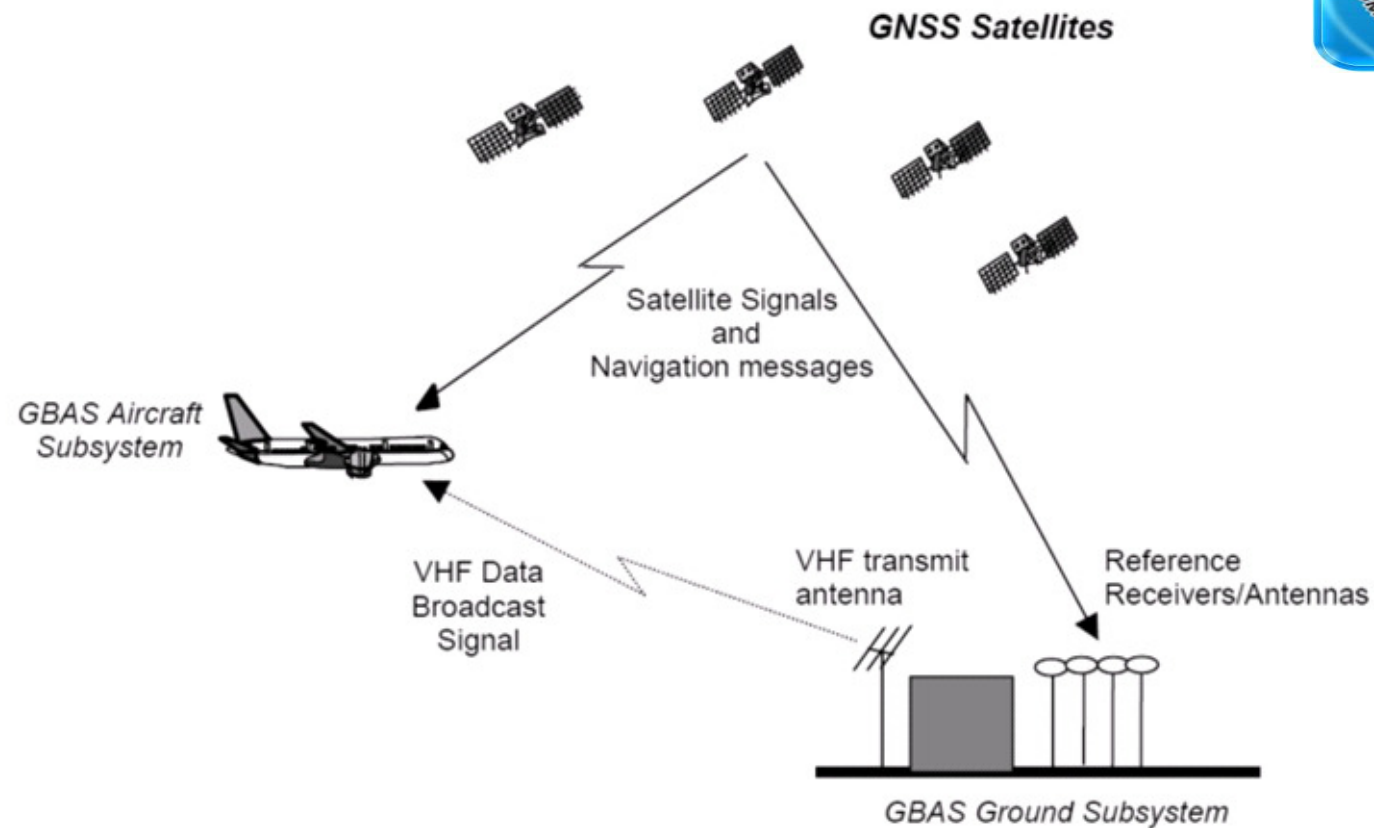 GNSS Satellites
Satellite Signals
and
Navigation messages
GBAS Aircraft
Subsystem
VHF Data
Broadcast
Signal
VHF transmit
antenna
Reference
Receivers/Antennas
GBAS Ground Subsystem